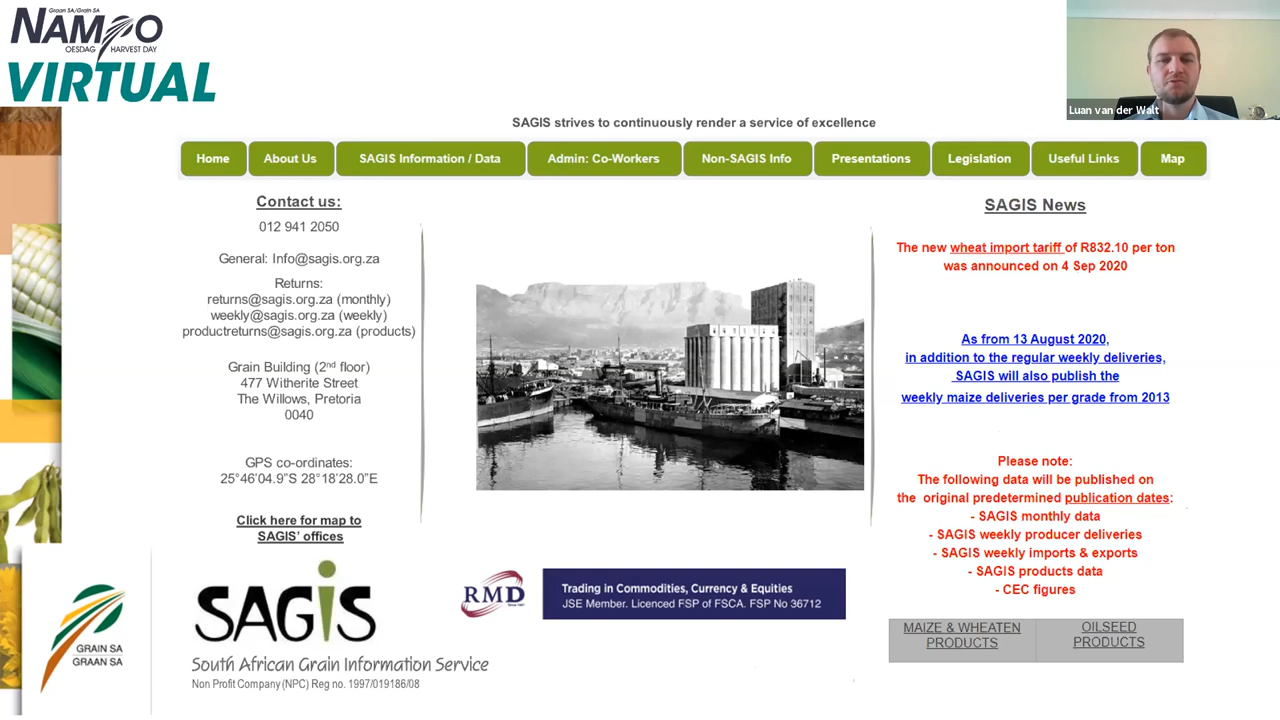 Graan SA/Grain SA
NAMPO
OESDAG HARVEST DAY
VIRTUAL
Luan van der Walt
SAGIS strives to continuously render a service of excellence
Home
About Us
SAGIS Information / Data
Admin: Co-Workers
Non-SAGIS Info
Presentations
Legislation
Useful Links
Map
Contact us:
012 941 2050
General: Info@sagis.org.za
Returns:
returns@sagis.org.za (monthly)
weekly@sagis.org.za (weekly)
productreturns@sagis.org.za (products)
Grain Building (2nd floor)
477 Witherite Street
The Willows, Pretoria
0040
GPS co-ordinates:
25°46'04.9"S 28°18'28.0"E
Click here for map to
SAGIS' offices
SAGIS News
The new wheat import tariff of R832.10 per ton
was announced on 4 Sep 2020
As from 13 August 2020,
in addition to the regular weekly deliveries,
SAGIS will also publish the
weekly maize deliveries per grade from 2013
Please note:
The following data will be published on
the original predetermined publication dates:
- SAGIS monthly data
- SAGIS weekly producer deliveries
- SAGIS weekly imports & exports
- SAGIS products data
- CEC figures
MAIZE & WHEATEN
PRODUCTS
OILSEED
PRODUCTS
GRAIN SA
GRAAN SA
SAGIS
South African Grain Information Service
Non Profit Company (NPC) Reg no. 1997/019186/08
RMD
Trading in Commodities, Currency & Equities
JSE Member. Licenced FSP of FSCA. FSP No 36712